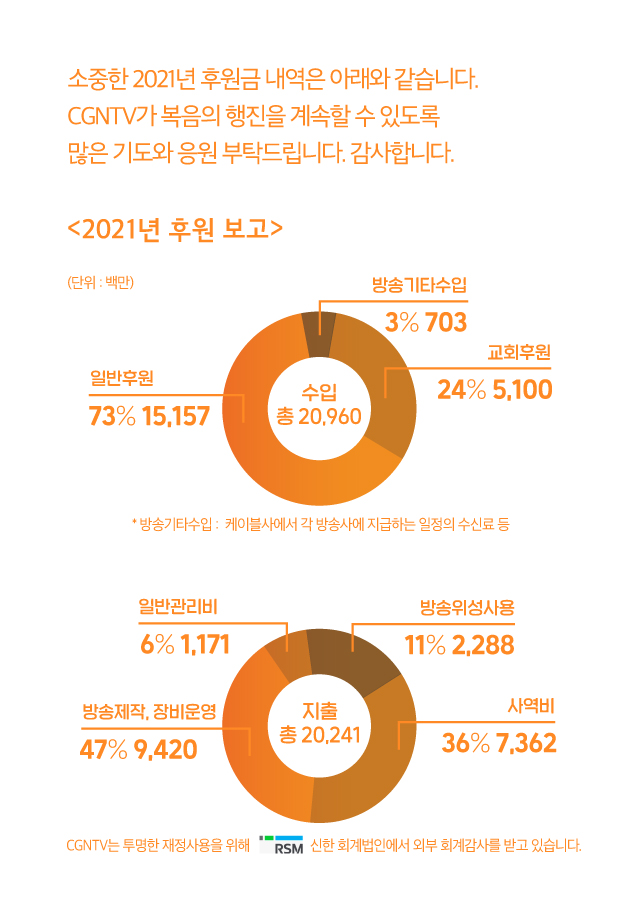 소중한 2021년 후원금 내역은 아래와 같습니다.
CGNTV가 복음의 행진을 계속할 수 있도록
많은 기도와 응원 부탁드립니다. 감사합니다.
<2021년 후원 보고>
(단위 : 백만)
방송기타수입
3% 703
교회후원
24% 5,100
일반후원
73% 15,157
수입
총 20,960
* 방송기타수입 : 케이블사에서 각 방송사에 지급하는 일정의 수신료 등
일반관리비
6% 1,171
방송위성사용
11% 2,288
방송제작, 장비운영
47% 9,420
지출
총 20,241
사역비
36% 7,362
CGNTV는 투명한 재정사용을 위해 RSM 신한 회계법인에서 외부 회계감사를 받고 있습니다.